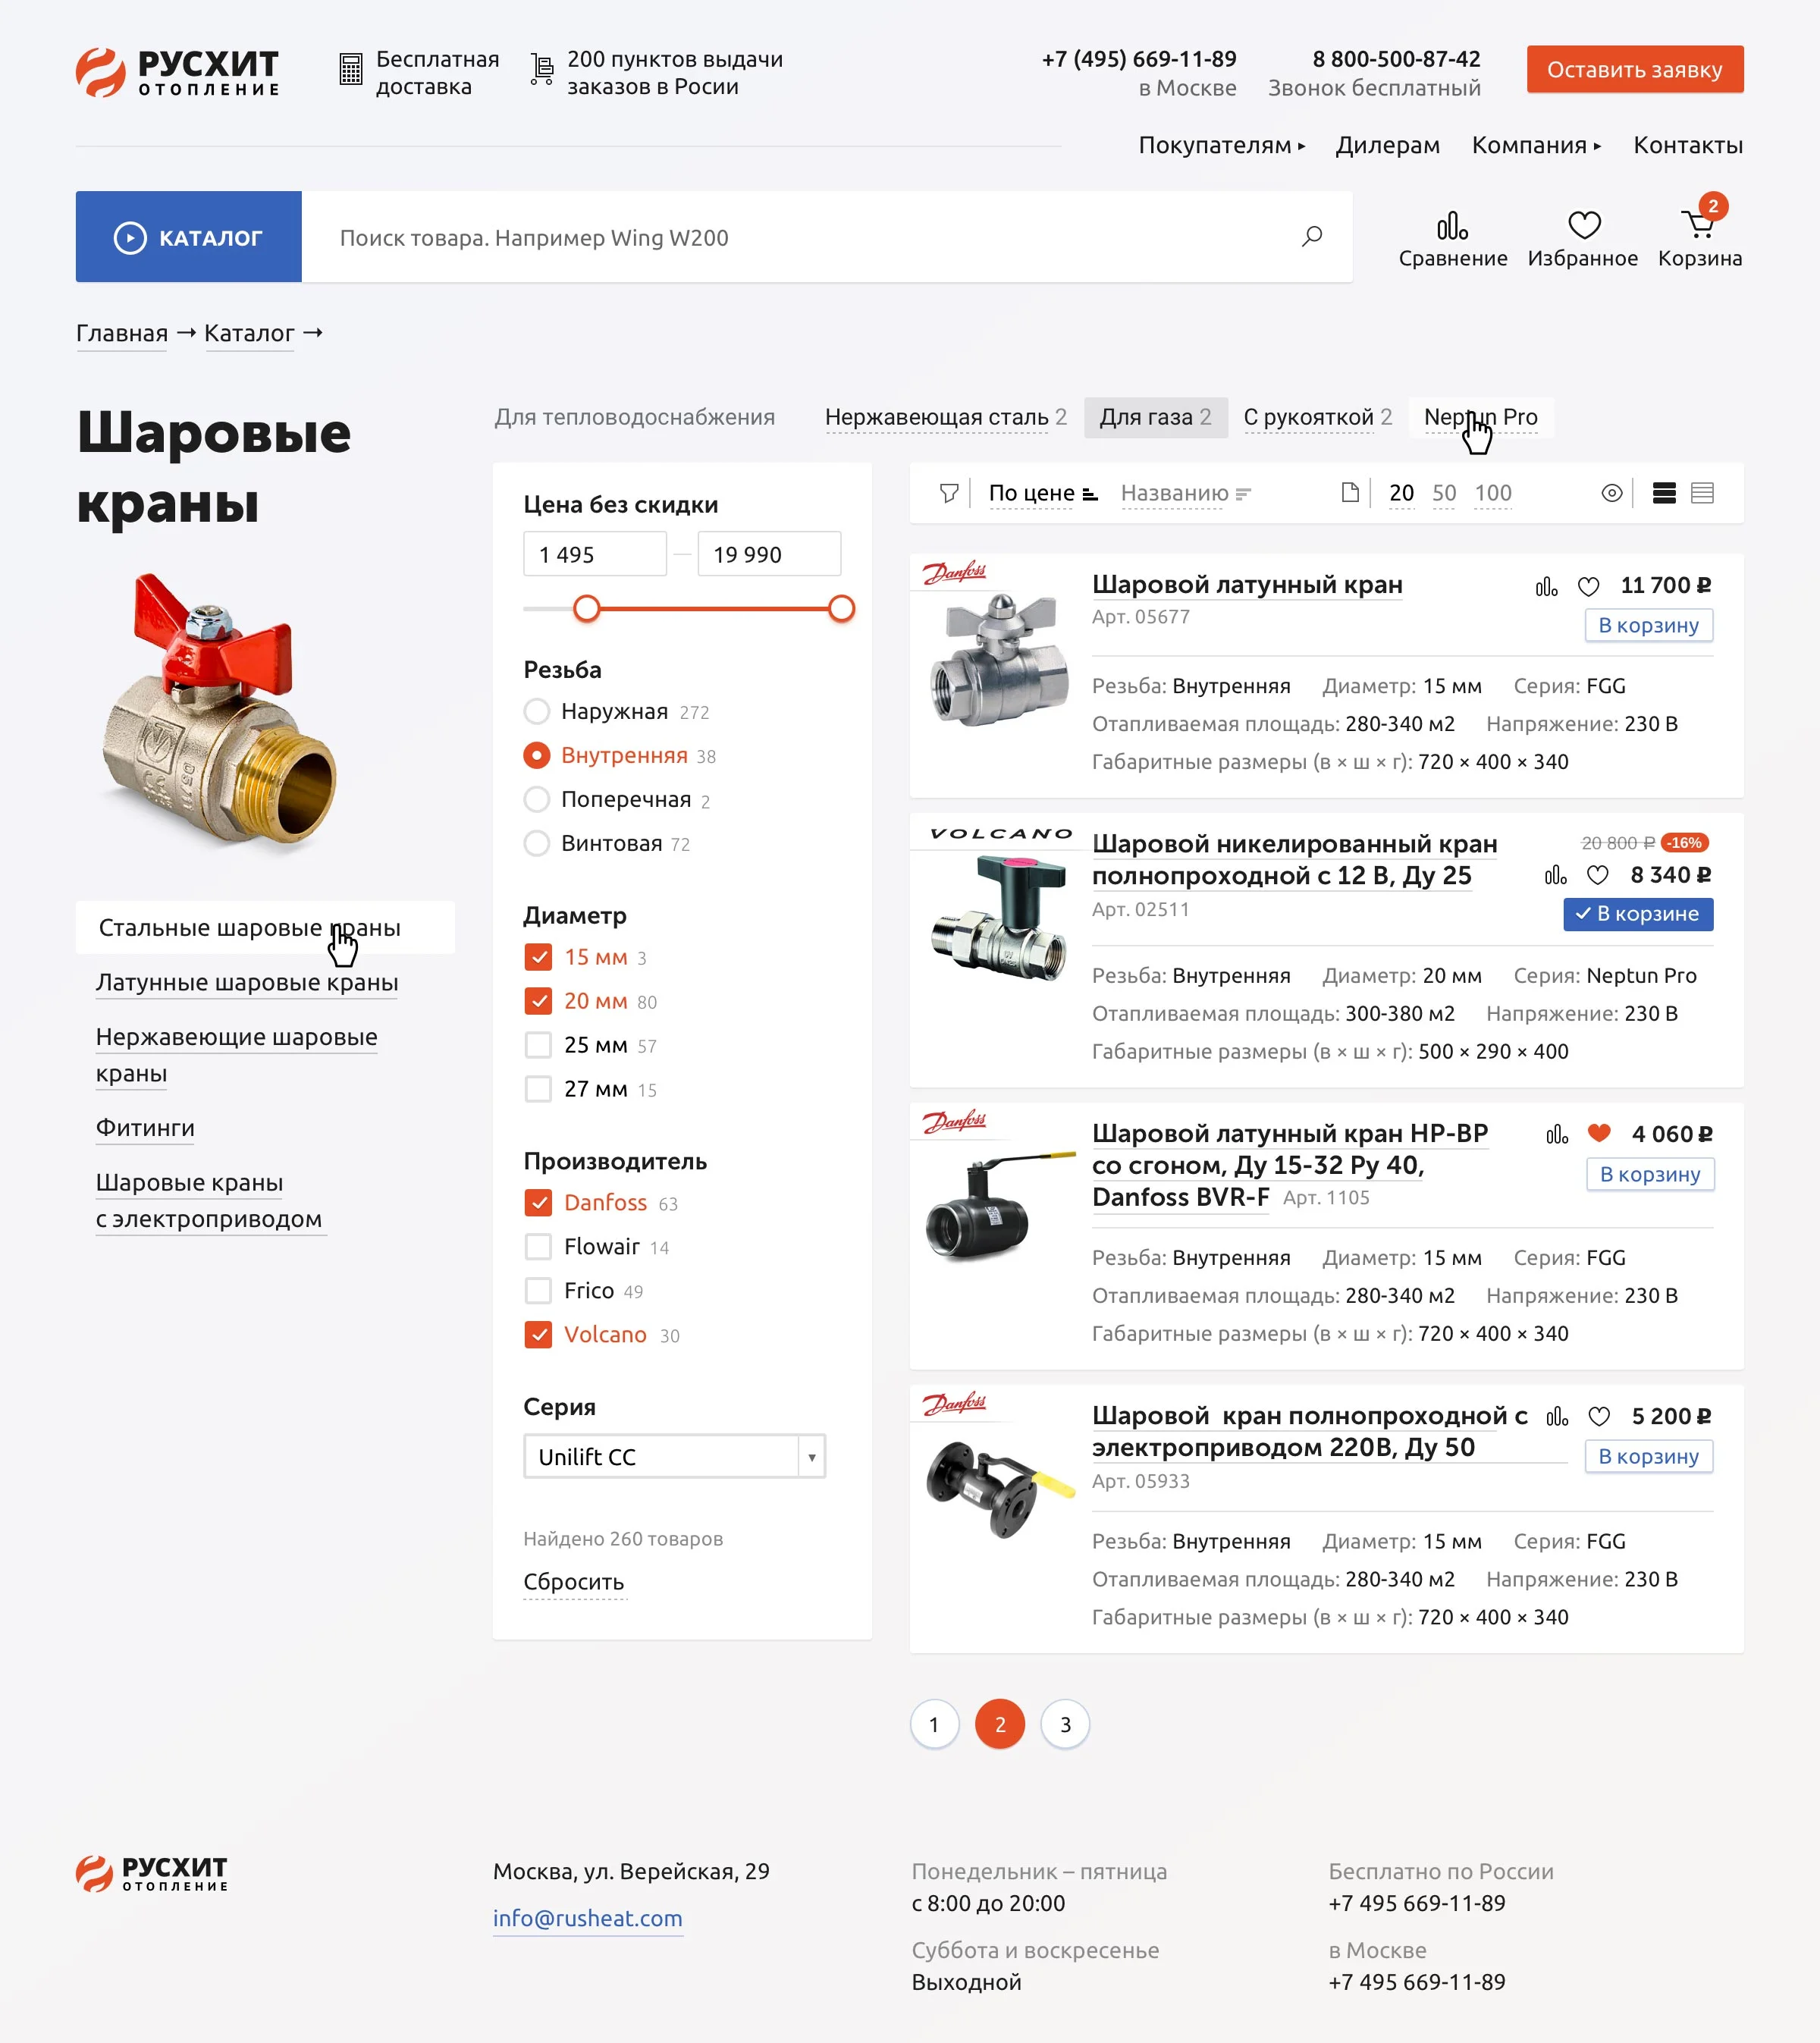 РУСХИТ
ОТОПЛЕНИЕ
Бесплатная
доставка
200 пунктов выдачи
заказов в Росии
+7 (495) 669-11-89
в Москве
8 800-500-87-42
Звонок бесплатный
Оставить заявку
Покупателям ▸ Дилерам Компания ▸ Контакты
КАТАЛОГ
Поиск товара. Например Wing W200
Сравнение
Избранное
2
Корзина
Главная → Каталог →
Шаровые
краны
Стальные шаровые краны
Латунные шаровые краны
Нержавеющие шаровые
краны
Фитинги
Шаровые краны
с электроприводом
Для тепловодоснабжения Нержавеющая сталь 2 Для газа 2 С рукояткой 2 Neptun Pro
Цена без скидки
1 495 — 19 990
Резьба
Наружная 272
Внутренняя 38
Поперечная 2
Винтовая 72
Диаметр
15 мм 3
20 мм 80
25 мм 57
27 мм 15
Производитель
Danfoss 63
Flowair 14
Frico 49
Volcano 30
Серия
Unilift CC
Найдено 260 товаров
Сбросить
По цене Названию 20 50 100
Danfoss
Шаровой латунный кран
Арт. 05677
11 700 ₽
В корзину
Резьба: Внутренняя Диаметр: 15 мм Серия: FGG
Отапливаемая площадь: 280-340 м2 Напряжение: 230 В
Габаритные размеры (в × ш × г): 720 × 400 × 340
VOLCANO
Шаровой никелированный кран
полнопроходной с 12 В, Ду 25
Арт. 02511
20 800 ₽ -16%
8 340 ₽
В корзине
Резьба: Внутренняя Диаметр: 20 мм Серия: Neptun Pro
Отапливаемая площадь: 300-380 м2 Напряжение: 230 В
Габаритные размеры (в × ш × г): 500 × 290 × 400
Danfoss
Шаровой латунный кран НР-ВР
со сгоном, Ду 15-32 Ру 40,
Danfoss BVR-F Арт. 1105
4 060 ₽
В корзину
Резьба: Внутренняя Диаметр: 15 мм Серия: FGG
Отапливаемая площадь: 280-340 м2 Напряжение: 230 В
Габаритные размеры (в × ш × г): 720 × 400 × 340
Danfoss
Шаровой кран полнопроходной с
электроприводом 220В, Ду 50
Арт. 05933
5 200 ₽
В корзину
Резьба: Внутренняя Диаметр: 15 мм Серия: FGG
Отапливаемая площадь: 280-340 м2 Напряжение: 230 В
Габаритные размеры (в × ш × г): 720 × 400 × 340
1 2 3
РУСХИТ
ОТОПЛЕНИЕ
Москва, ул. Верейская, 29
info@rusheat.com
Понедельник – пятница
с 8:00 до 20:00
Суббота и воскресенье
Выходной
Бесплатно по России
+7 495 669-11-89
в Москве
+7 495 669-11-89